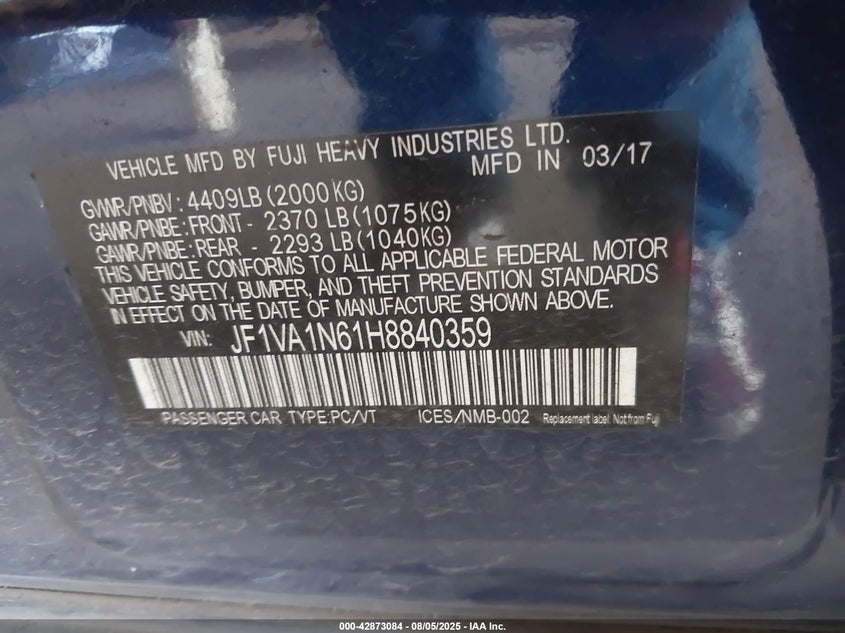 VEHICLE MFD BY FUJI HEAVY INDUSTRIES LTD.
MFD IN 03/17
GVWR/PNBV: 4409LB (2000KG)
GAWR/PNBE: FRONT - 2370 LB (1075KG)
GAWR/PNBE: REAR - 2293 LB (1040KG)
THIS VEHICLE CONFORMS TO ALL APPLICABLE FEDERAL MOTOR
VEHICLE SAFETY, BUMPER, AND THEFT PREVENTION STANDARDS
IN EFFECT ON THE DATE OF MANUFACTURE SHOWN ABOVE.
VIN: JF1VA1N61H8840359
PASSENGER CAR TYPE:PC/VT ICES/NMB-002 Replacement label. Not from Fuji
000-42873084 - 08/05/2025 - IAA Inc.